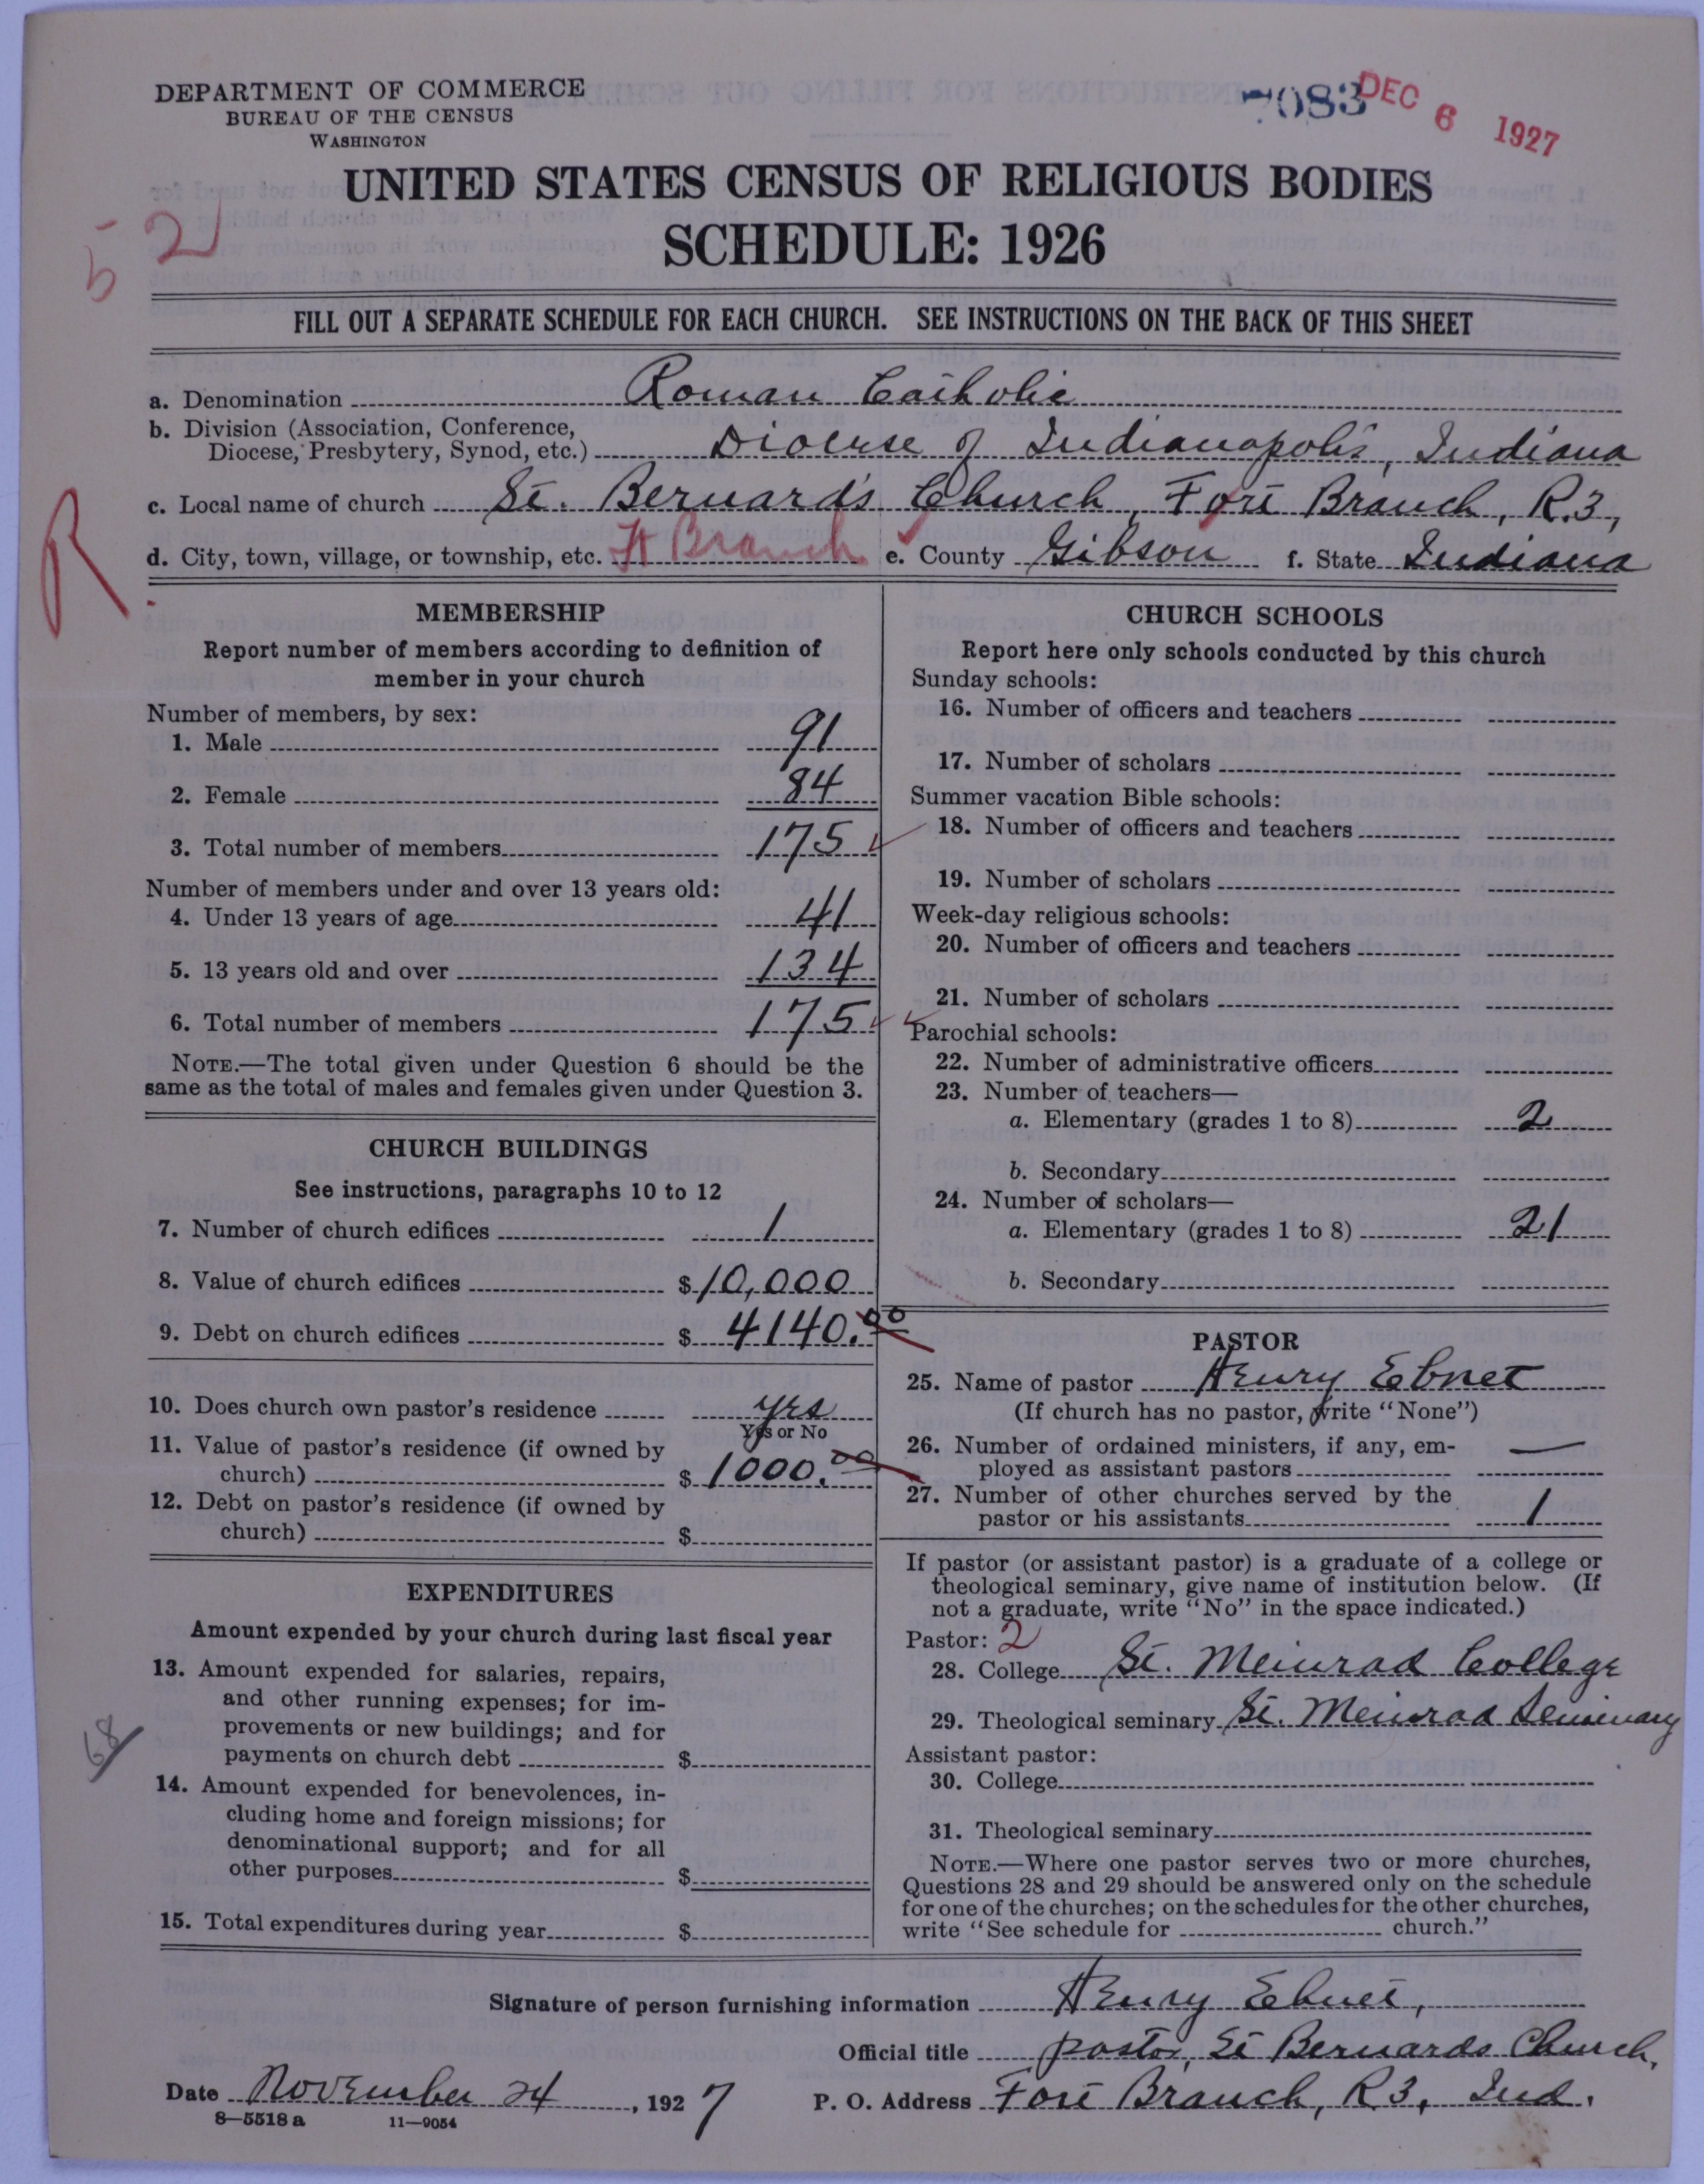 DEPARTMENT OF COMMERCE
BUREAU OF THE CENSUS
WASHINGTON
7083
DEC 6 1927
UNITED STATES CENSUS OF RELIGIOUS BODIES
SCHEDULE: 1926
52
FILL OUT A SEPARATE SCHEDULE FOR EACH CHURCH. SEE INSTRUCTIONS ON THE BACK OF THIS SHEET
a. Denomination Roman Catholic
b. Division (Association, Conference,
Diocese, Presbytery, Synod, etc.) Diocese of Indianapolis, Indiana
c. Local name of church St. Bernard's Church, Fort Branch, R.3,
R.
d. City, town, village, or township, etc. Ft Branch e. County Gibson f. State Indiana
MEMBERSHIP
Report number of members according to definition of
member in your church
Number of members, by sex:
1. Male 91
2. Female 84
3. Total number of members 175
Number of members under and over 13 years old:
4. Under 13 years of age 41
5. 13 years old and over 134
6. Total number of members 175
NOTE.—The total given under Question 6 should be the
same as the total of males and females given under Question 3.
CHURCH BUILDINGS
See instructions, paragraphs 10 to 12
7. Number of church edifices 1
8. Value of church edifices $10,000
9. Debt on church edifices $4140.00
10. Does church own pastor's residence yes
Yes or No
11. Value of pastor's residence (if owned by
church) $1000.00
12. Debt on pastor's residence (if owned by
church) $
EXPENDITURES
Amount expended by your church during last fiscal year
13. Amount expended for salaries, repairs,
and other running expenses; for im-
provements or new buildings; and for
payments on church debt $
68
14. Amount expended for benevolences, in-
cluding home and foreign missions; for
denominational support; and for all
other purposes $
15. Total expenditures during year $
CHURCH SCHOOLS
Report here only schools conducted by this church
Sunday schools:
16. Number of officers and teachers
17. Number of scholars
Summer vacation Bible schools:
18. Number of officers and teachers
19. Number of scholars
Week-day religious schools:
20. Number of officers and teachers
21. Number of scholars
Parochial schools:
22. Number of administrative officers
23. Number of teachers—
a. Elementary (grades 1 to 8) 2
b. Secondary
24. Number of scholars—
a. Elementary (grades 1 to 8) 21
b. Secondary
PASTOR
25. Name of pastor Henry Ebnet
(If church has no pastor, write "None")
26. Number of ordained ministers, if any, em-
ployed as assistant pastors —
27. Number of other churches served by the
pastor or his assistants 1
If pastor (or assistant pastor) is a graduate of a college or
theological seminary, give name of institution below. (If
not a graduate, write "No" in the space indicated.)
Pastor: 2
28. College St. Meinrad College
29. Theological seminary St. Meinrad Seminary
Assistant pastor:
30. College
31. Theological seminary
NOTE.—Where one pastor serves two or more churches,
Questions 28 and 29 should be answered only on the schedule
for one of the churches; on the schedules for the other churches,
write "See schedule for church."
Signature of person furnishing information Henry Ebnet,
Official title pastor, St Bernards Church,
Date November 24, 1927 P. O. Address Fort Branch, R3, Ind.
8—5518 a 11—9054